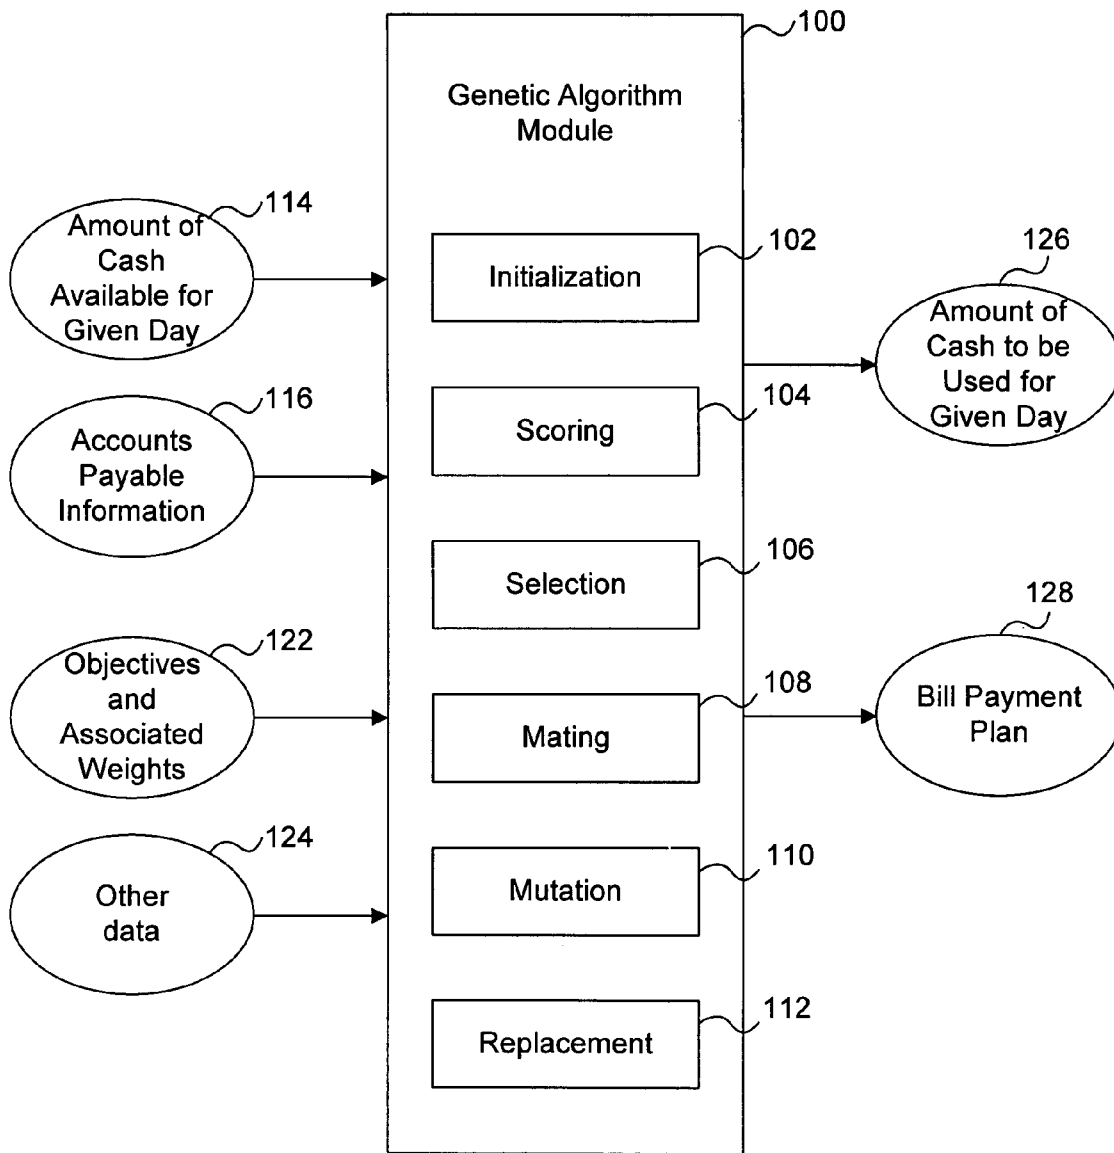 100
Genetic Algorithm
Module
114
Amount of
Cash
Available for
Given Day
102
Initialization
126
Amount of
Cash to be
Used for
Given Day
116
Accounts
Payable
Information
104
Scoring
106
Selection
128
Bill Payment
Plan
122
Objectives
and
Associated
Weights
108
Mating
124
Other
data
110
Mutation
112
Replacement